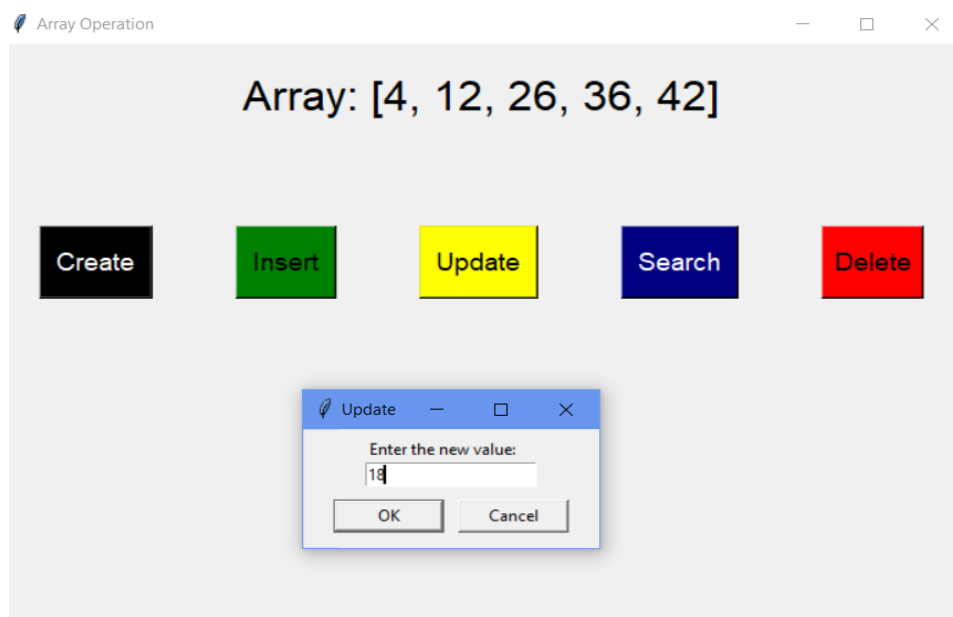 Array Operation
Array: [4, 12, 26, 36, 42]
Create Insert Update Search Delete
Update
Enter the new value:
18
OK Cancel